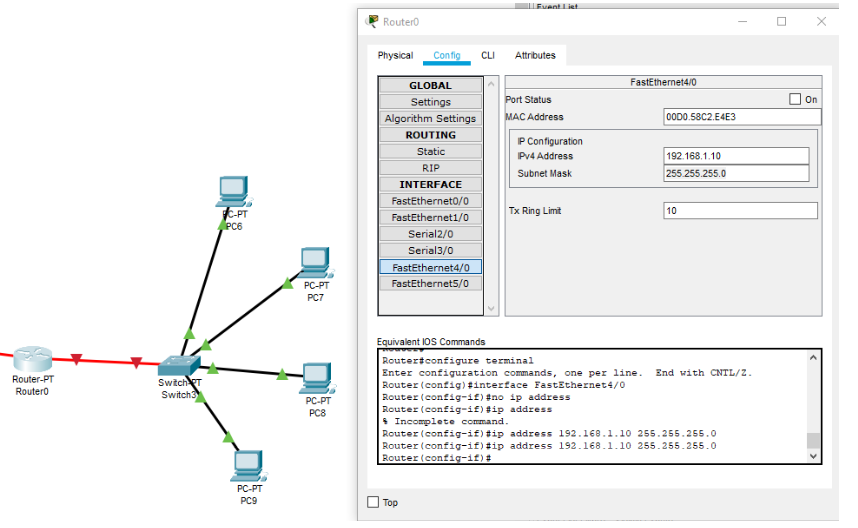 Event List
Router0
Physical Config CLI Attributes
GLOBAL
Settings
Algorithm Settings
ROUTING
Static
RIP
INTERFACE
FastEthernet0/0
FastEthernet1/0
Serial2/0
Serial3/0
FastEthernet4/0
FastEthernet5/0
FastEthernet4/0
Port Status On
MAC Address 00D0.58C2.E4E3
IP Configuration
IPv4 Address 192.168.1.10
Subnet Mask 255.255.255.0
Tx Ring Limit 10
PC-PT
PC6
PC-PT
PC7
Router-PT
Router0
Switch-PT
Switch3
PC-PT
PC8
PC-PT
PC9
Equivalent IOS Commands
Router#configure terminal
Enter configuration commands, one per line. End with CNTL/Z.
Router(config)#interface FastEthernet4/0
Router(config-if)#no ip address
Router(config-if)#ip address
% Incomplete command.
Router(config-if)#ip address 192.168.1.10 255.255.255.0
Router(config-if)#ip address 192.168.1.10 255.255.255.0
Router(config-if)#
Top